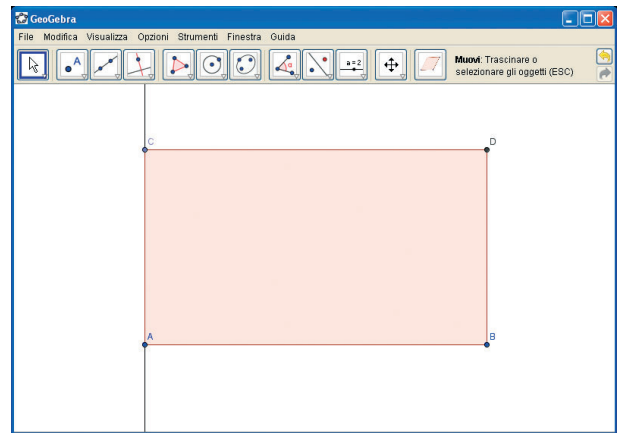 GeoGebra
File Modifica Visualizza Opzioni Strumenti Finestra Guida
A
a=2
Muovi: Trascinare o
selezionare gli oggetti (ESC)
C
D
A
B